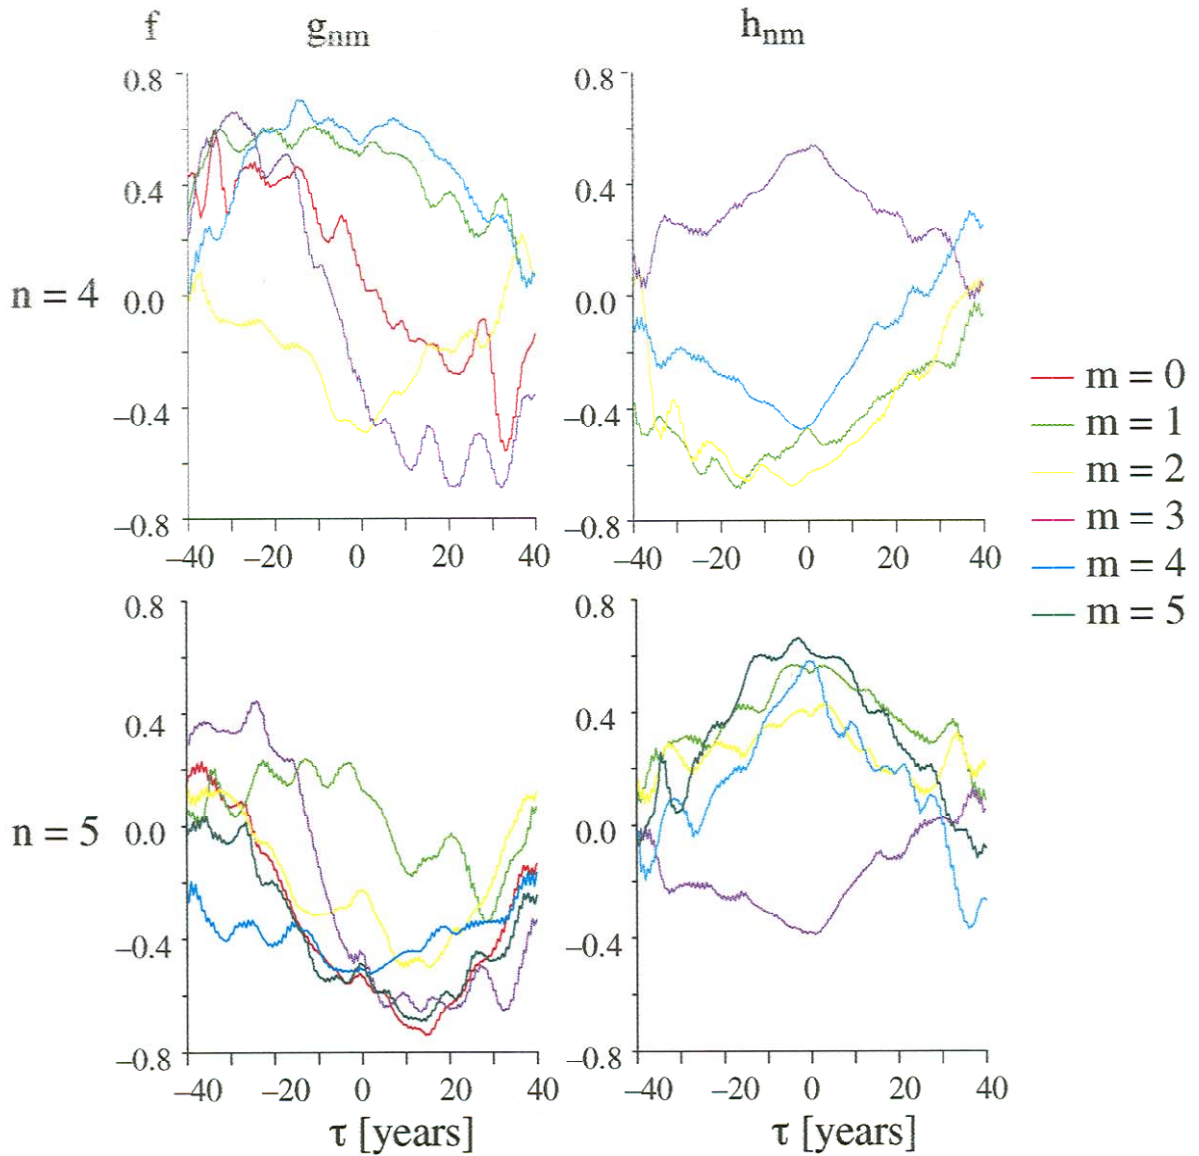 f gnm hnm
0.8 0.8
0.4 0.4
n = 4 0.0 0.0
−0.4 −0.4
−0.8 −0.8
−40 −20 0 20 40 −40 −20 0 20 40
m = 0
m = 1
m = 2
m = 3
m = 4
m = 5
0.8 0.8
0.4 0.4
n = 5 0.0 0.0
−0.4 −0.4
−0.8 −0.8
−40 −20 0 20 40 −40 −20 0 20 40
τ [years] τ [years]